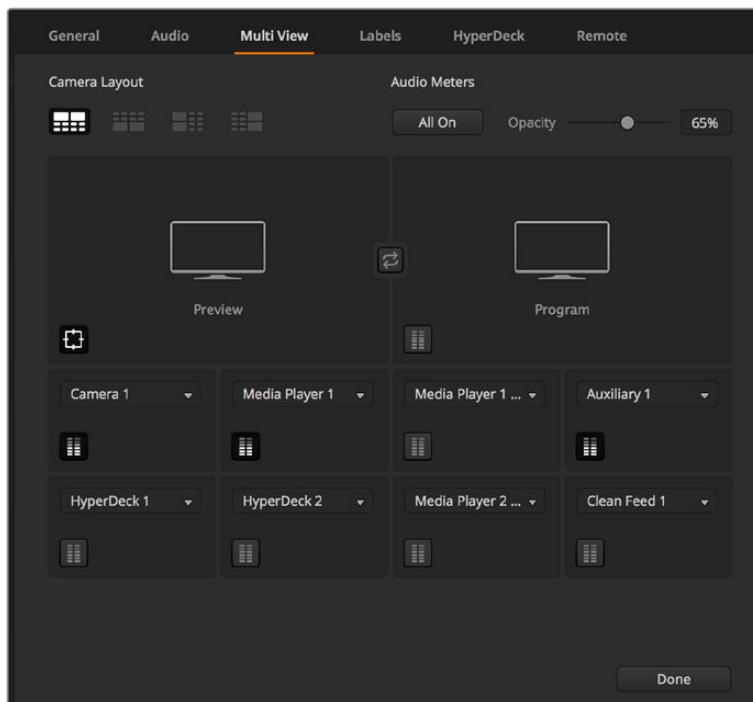 General Audio Multi View Labels HyperDeck Remote
Camera Layout Audio Meters
All On Opacity 65%
Preview Program
Camera 1 Media Player 1 Media Player 1 ... Auxiliary 1
HyperDeck 1 HyperDeck 2 Media Player 2 ... Clean Feed 1
Done